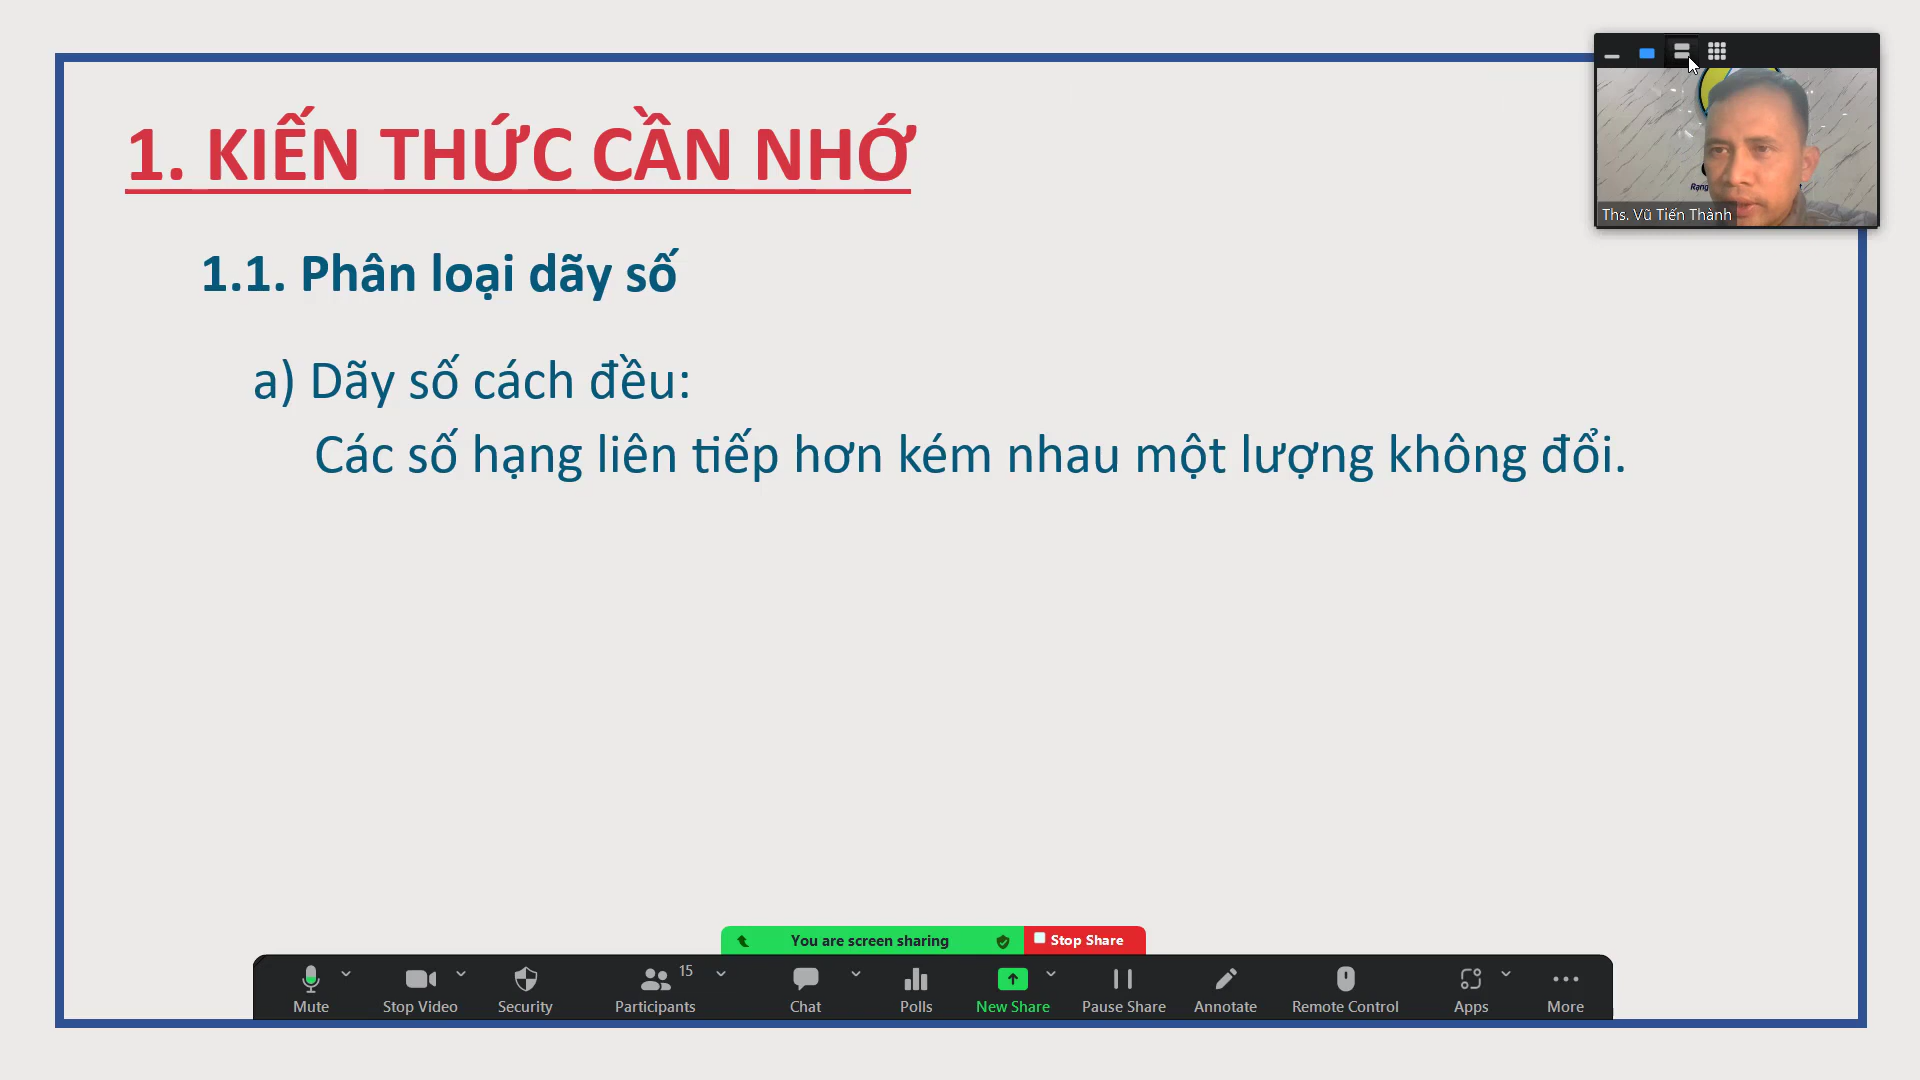 1. KIẾN THỨC CẦN NHỚ
1.1. Phân loại dãy số
a) Dãy số cách đều:
Các số hạng liên tiếp hơn kém nhau một lượng không đổi.
Rạng
Ths. Vũ Tiến Thành
You are screen sharing
Stop Share
Mute
Stop Video
Security
15
Participants
Chat
Polls
New Share
Pause Share
Annotate
Remote Control
Apps
More